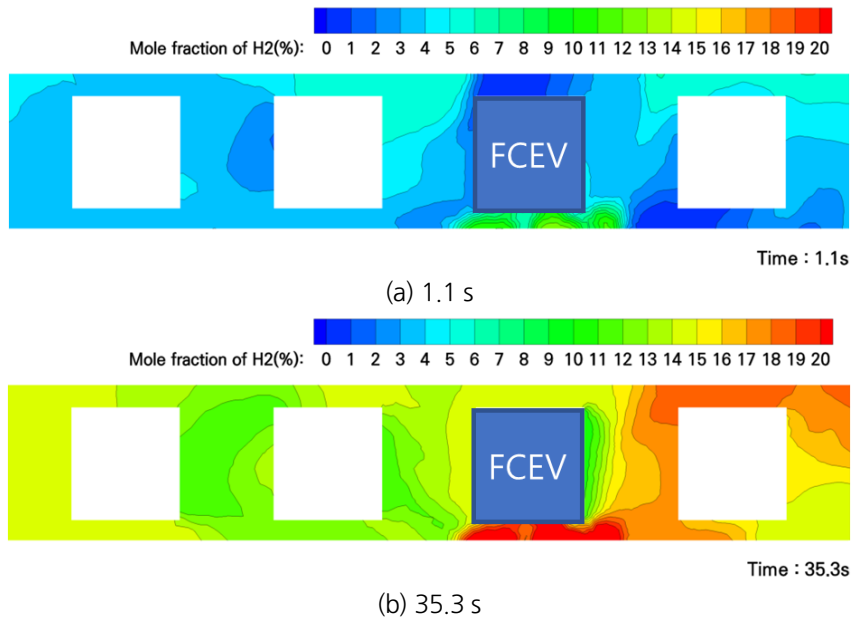 Mole fraction of H2(%): 0 1 2 3 4 5 6 7 8 9 10 11 12 13 14 15 16 17 18 19 20
FCEV
Time : 1.1s
(a) 1.1 s
Mole fraction of H2(%): 0 1 2 3 4 5 6 7 8 9 10 11 12 13 14 15 16 17 18 19 20
FCEV
Time : 35.3s
(b) 35.3 s